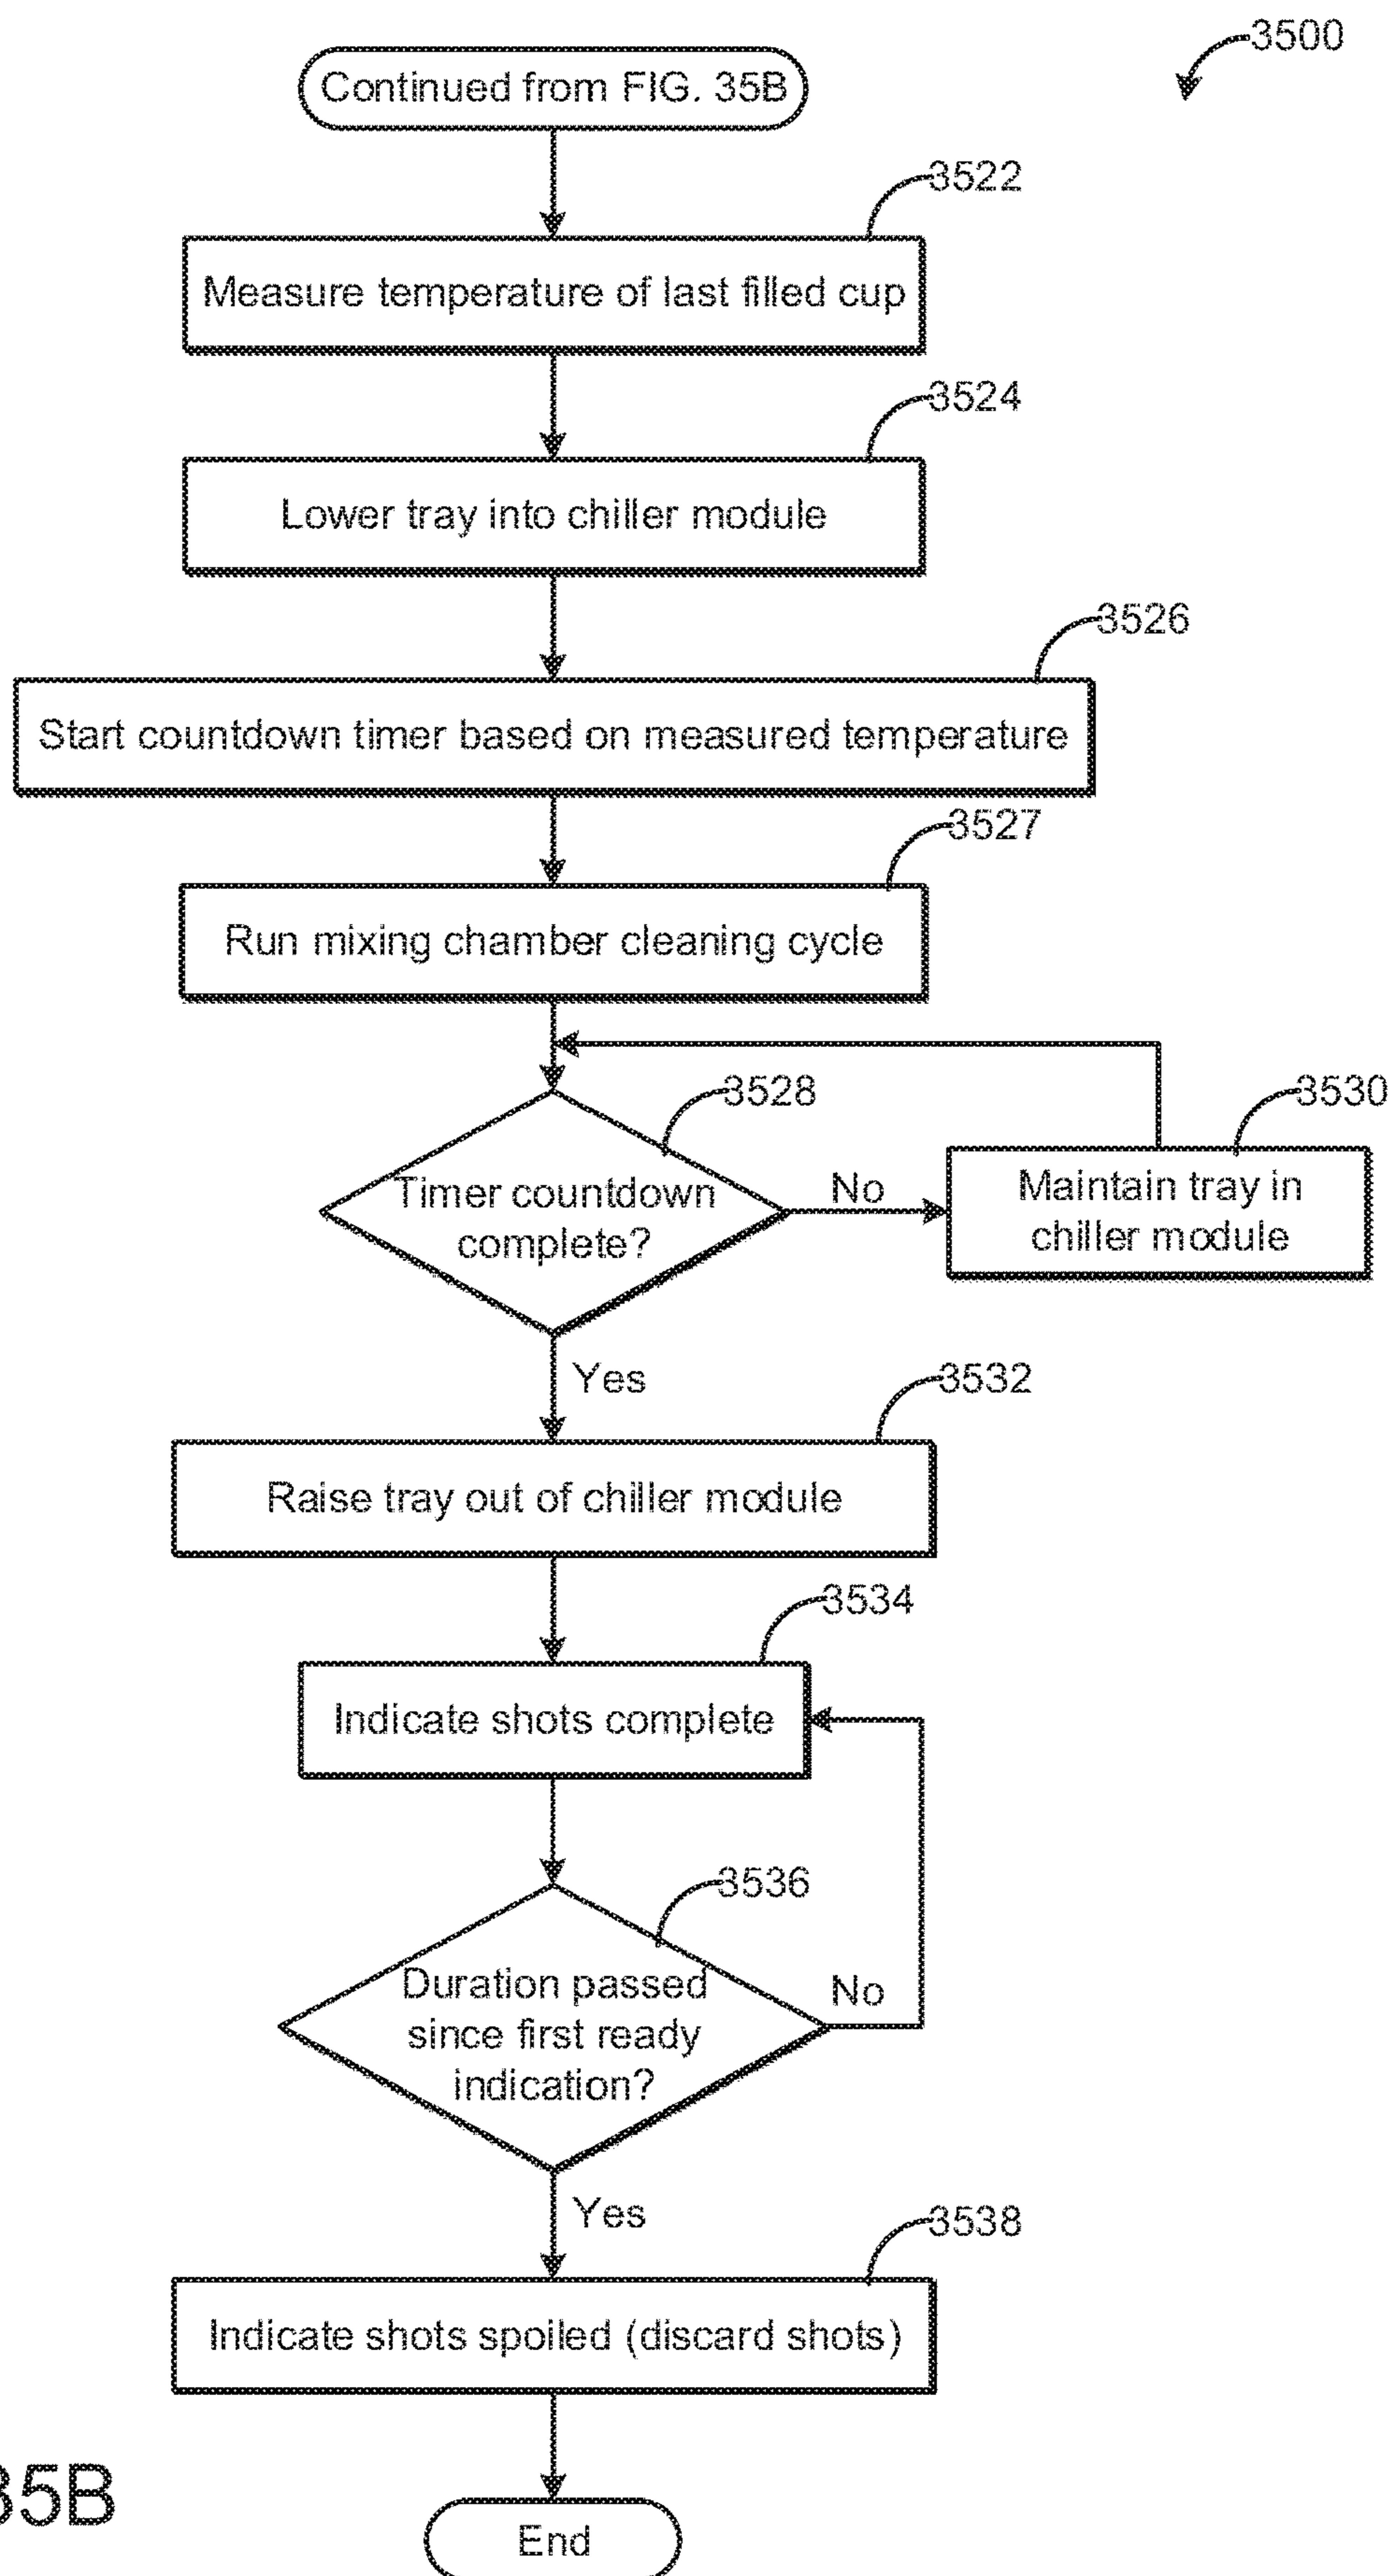 3500
Continued from FIG. 35B
3522
Measure temperature of last filled cup
3524
Lower tray into chiller module
3526
Start countdown timer based on measured temperature
3527
Run mixing chamber cleaning cycle
3528
3530
Timer countdown
complete?
No
Maintain tray in
chiller module
Yes
3532
Raise tray out of chiller module
3534
Indicate shots complete
3536
Duration passed
since first ready
indication?
No
Yes
3538
Indicate shots spoiled (discard shots)
35B
End